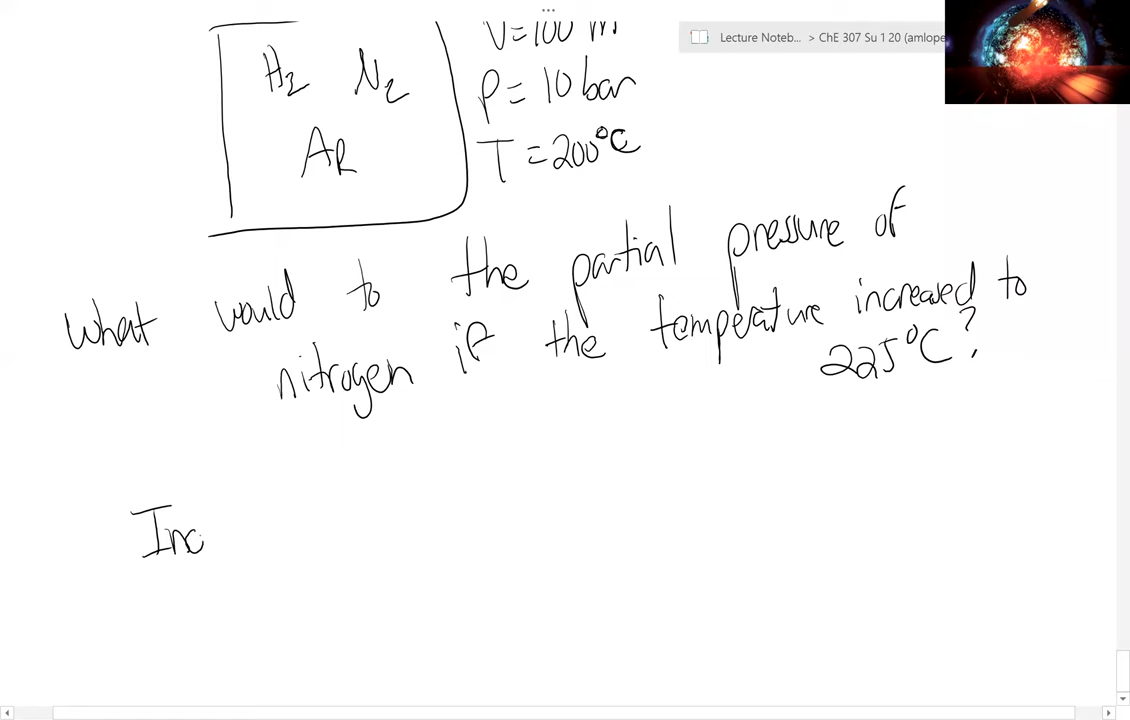 V=100 m
H2 N2
P=10 bar
AR
T=200°C
Lecture Noteb... > ChE 307 Su 1 20 (amlope
What would to the partial pressure of
nitrogen if the temperature increased to
225°C?
Inc